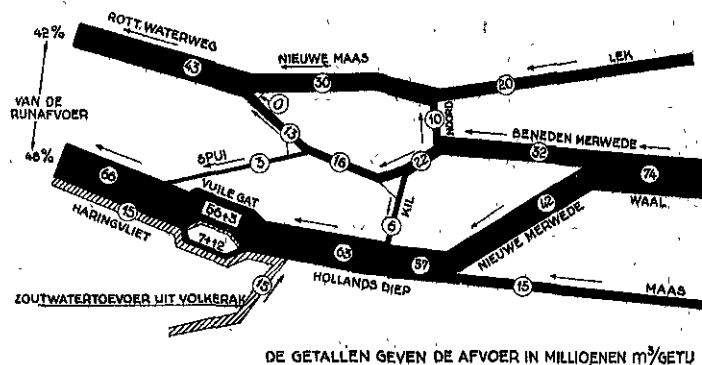 ROTT. WATERWEG
42%
43
NIEUWE MAAS
30
LEK
20
VAN DE
RIJNAFVOER
0
13
10
NOORD
BENEDEN MERWEDE
32
SPUI
3
16
22
74
WAAL
48%
66
VUILE GAT
56+3
KIL
6
42
NIEUWE MERWEDE
15
HARINGVLIET
7+12
63
57
HOLLANDS DIEP
15
MAAS
ZOUTWATERTOEVOER UIT VOLKERAK
15
DE GETALLEN GEVEN DE AFVOER IN MILLIOENEN m³/GETIJ